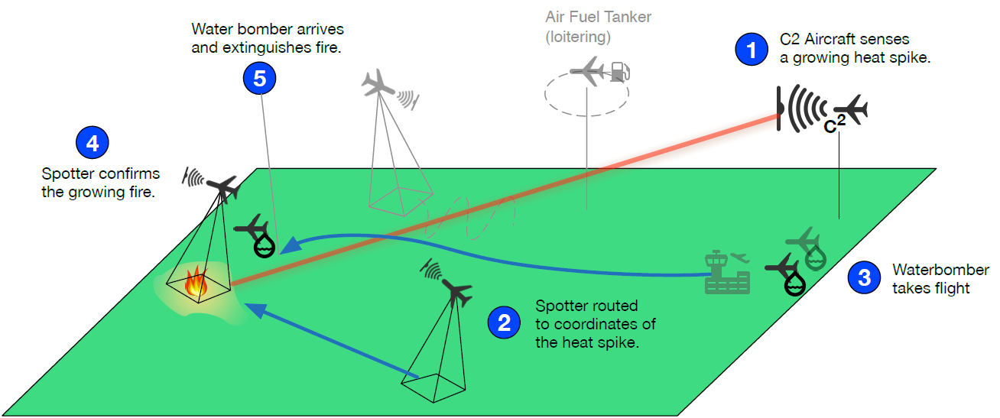 Air Fuel Tanker
(loitering)
Water bomber arrives
and extinguishes fire.
5
1
C2 Aircraft senses
a growing heat spike.
C²
4
Spotter confirms
the growing fire.
2
Spotter routed
to coordinates of
the heat spike.
3
Waterbomber
takes flight